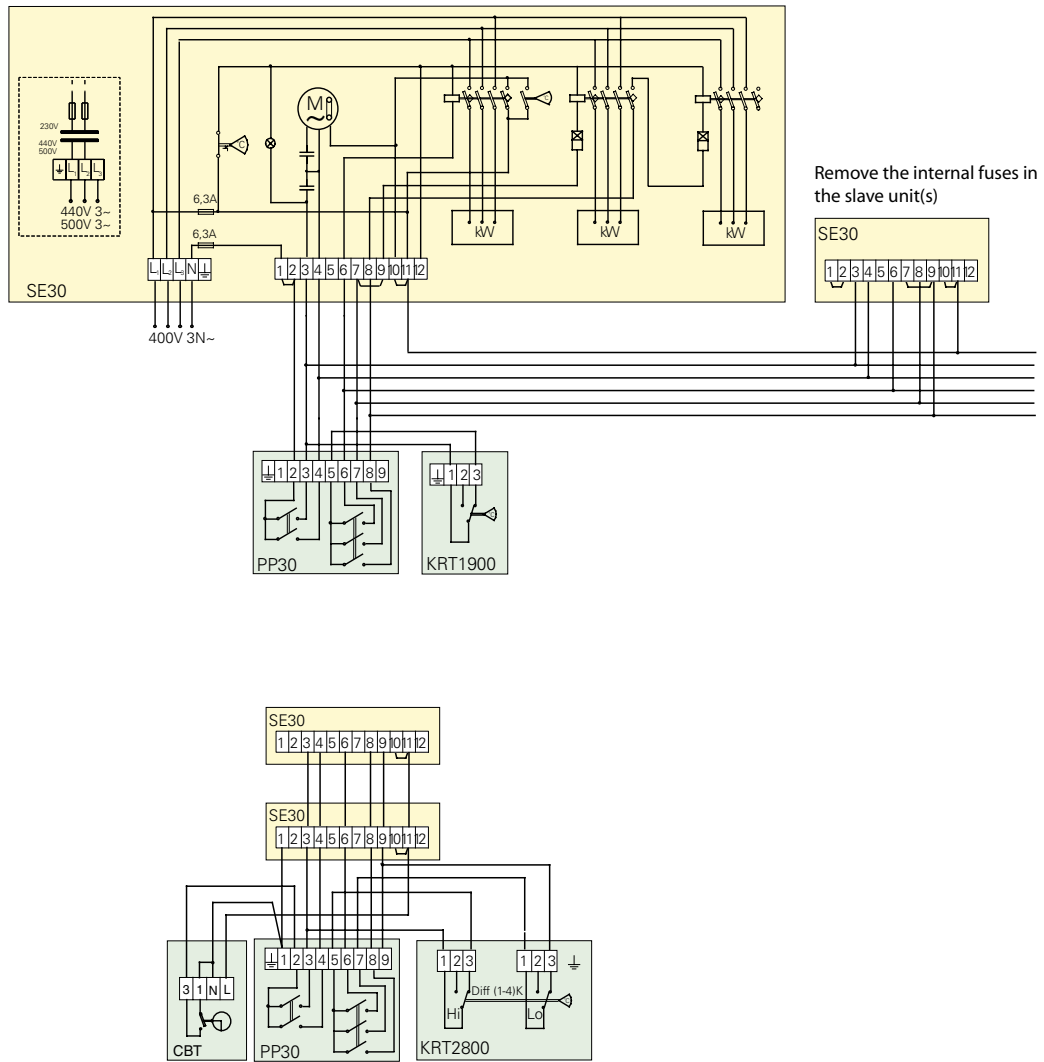 M
230V
440V
500V
L1 L2 L3
440V 3~
500V 3~
6,3A
6,3A
kW
kW
kW
L1 L2 L3 N
1 2 3 4 5 6 7 8 9 10 11 12
SE30
400V 3N~
Remove the internal fuses in
the slave unit(s)
SE30
1 2 3 4 5 6 7 8 9 10 11 12
1 2 3 4 5 6 7 8 9
PP30
1 2 3
KRT1900
SE30
1 2 3 4 5 6 7 8 9 10 11 12
SE30
1 2 3 4 5 6 7 8 9 10 11 12
3 1 N L
CBT
1 2 3 4 5 6 7 8 9
PP30
1 2 3
1 2 3
Diff (1-4)K
Hi
Lo
KRT2800